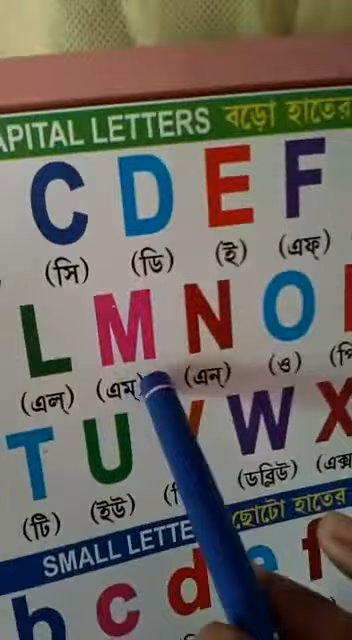 APITAL LETTERS বড়ো হাতের
C D E F
(সি) (ডি) (ই) (এফ্)
L M N O
(এল) (এম্) (এন্) (ও)
T U W X
(টি) (ইউ) (ডব্লিউ) (এক্স
SMALL LETTE ছোটো হাতের
b c d e f